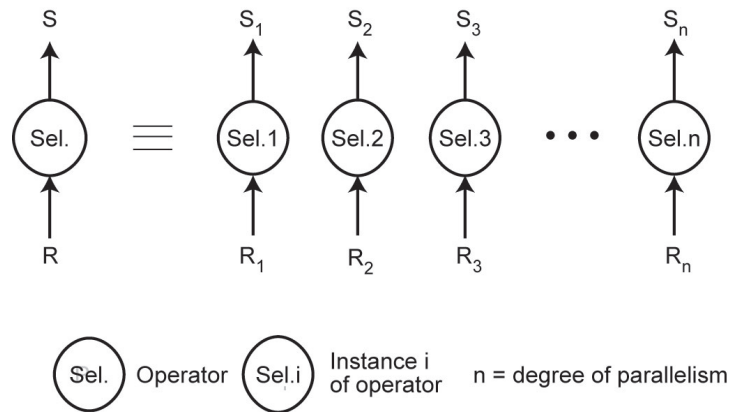 S S₁ S₂ S₃ Sₙ
Sel. ≡ Sel.1 Sel.2 Sel.3 • • • Sel.n
R R₁ R₂ R₃ Rₙ
Sel. Operator Sel.i Instance i
of operator n = degree of parallelism